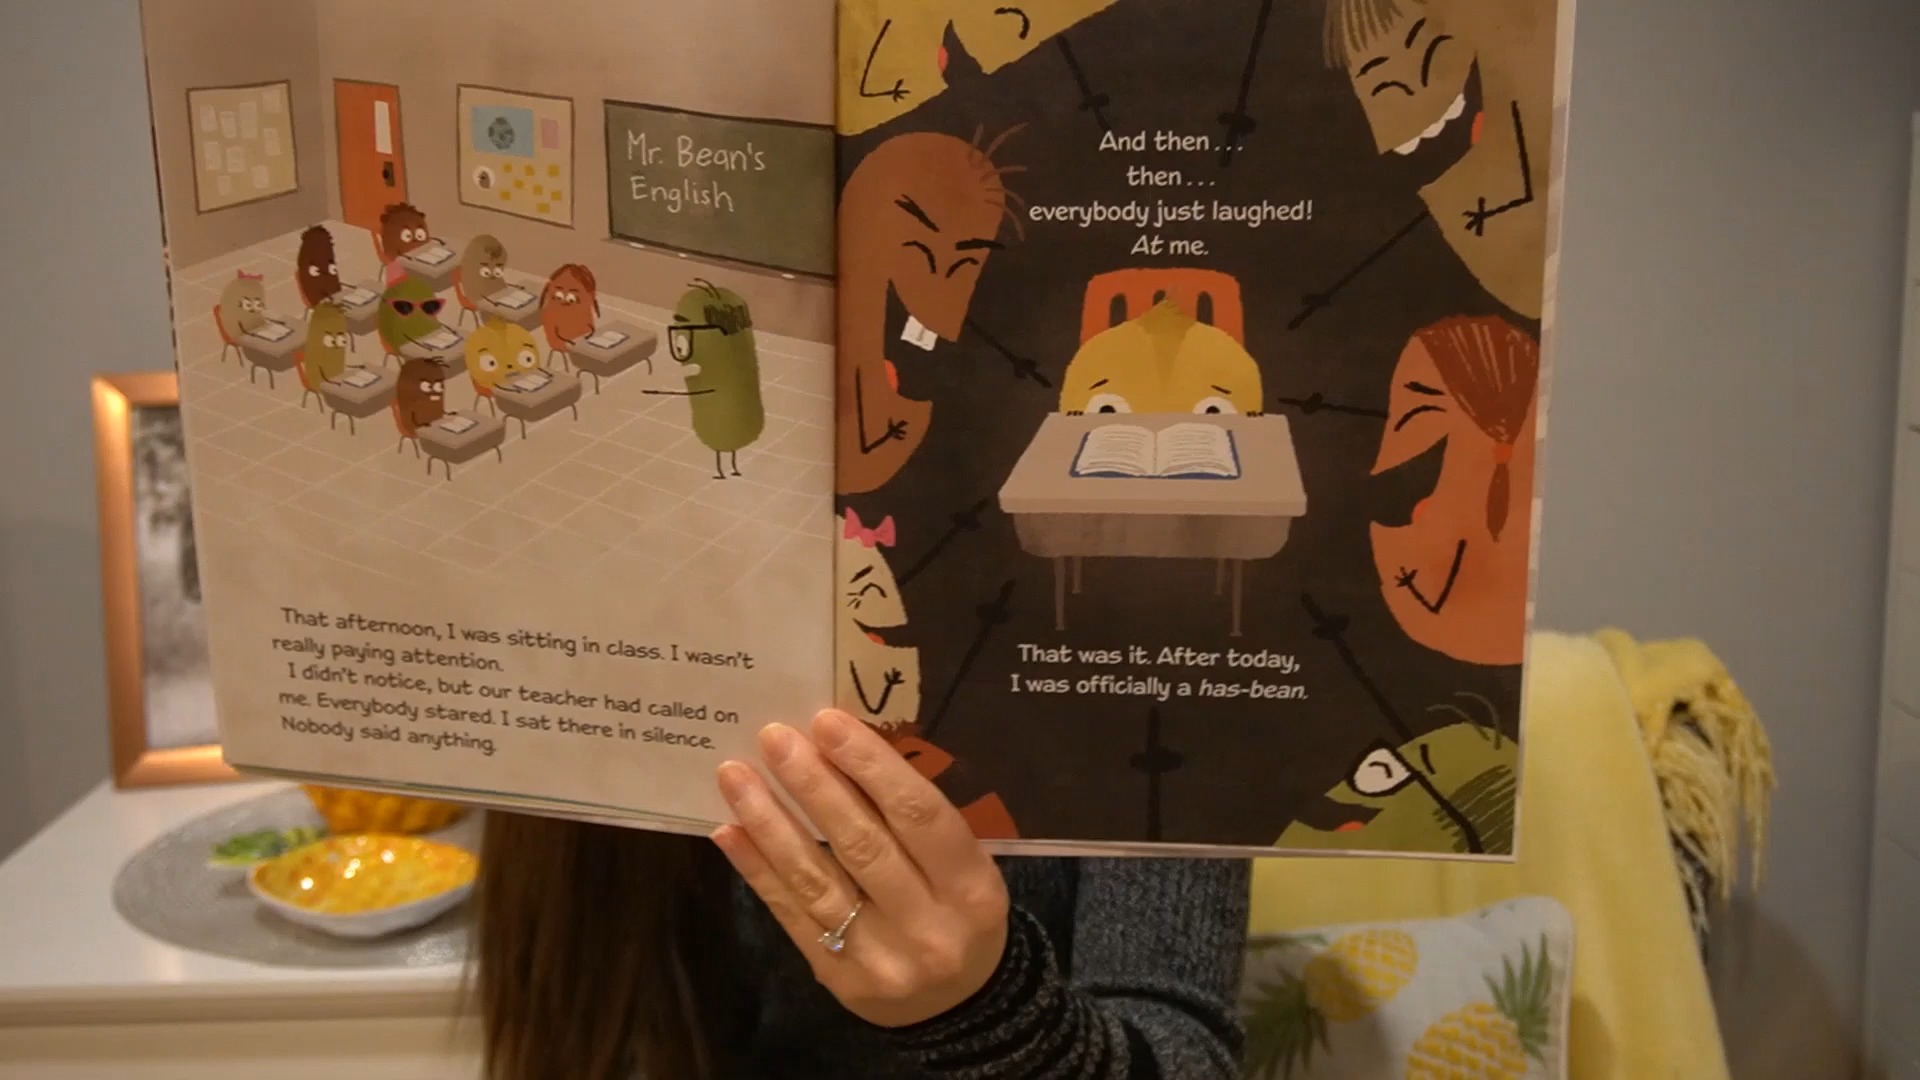 Mr. Bean's
English
That afternoon, I was sitting in class. I wasn't
really paying attention.
I didn't notice, but our teacher had called on
me. Everybody stared. I sat there in silence.
Nobody said anything.
And then...
then...
everybody just laughed!
At me.
That was it. After today,
I was officially a has-bean.